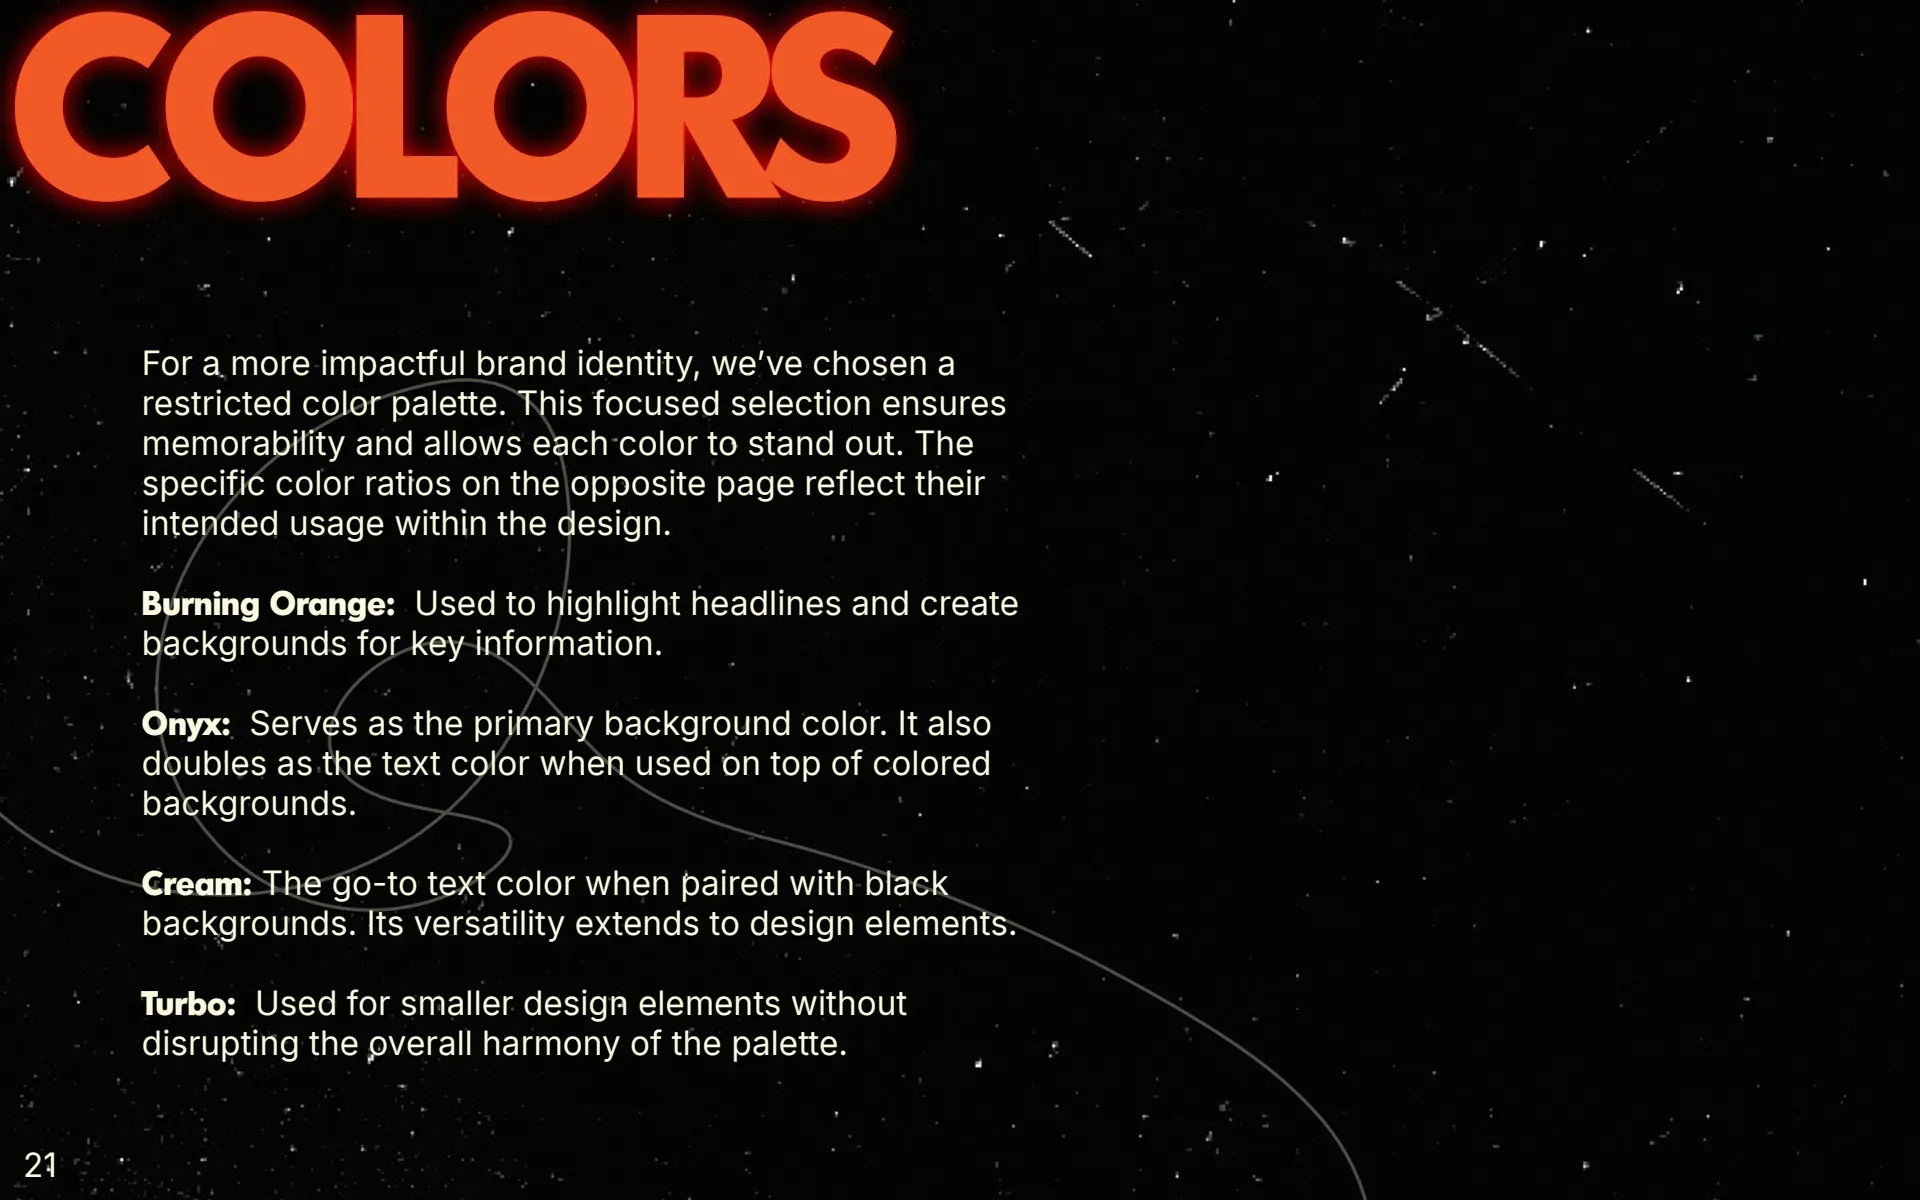 COLORS
For a more impactful brand identity, we’ve chosen a
restricted color palette. This focused selection ensures
memorability and allows each color to stand out. The
specific color ratios on the opposite page reflect their
intended usage within the design.
Burning Orange: Used to highlight headlines and create
backgrounds for key information.
Onyx: Serves as the primary background color. It also
doubles as the text color when used on top of colored
backgrounds.
Cream: The go-to text color when paired with black
backgrounds. Its versatility extends to design elements.
Turbo: Used for smaller design elements without
disrupting the overall harmony of the palette.
21